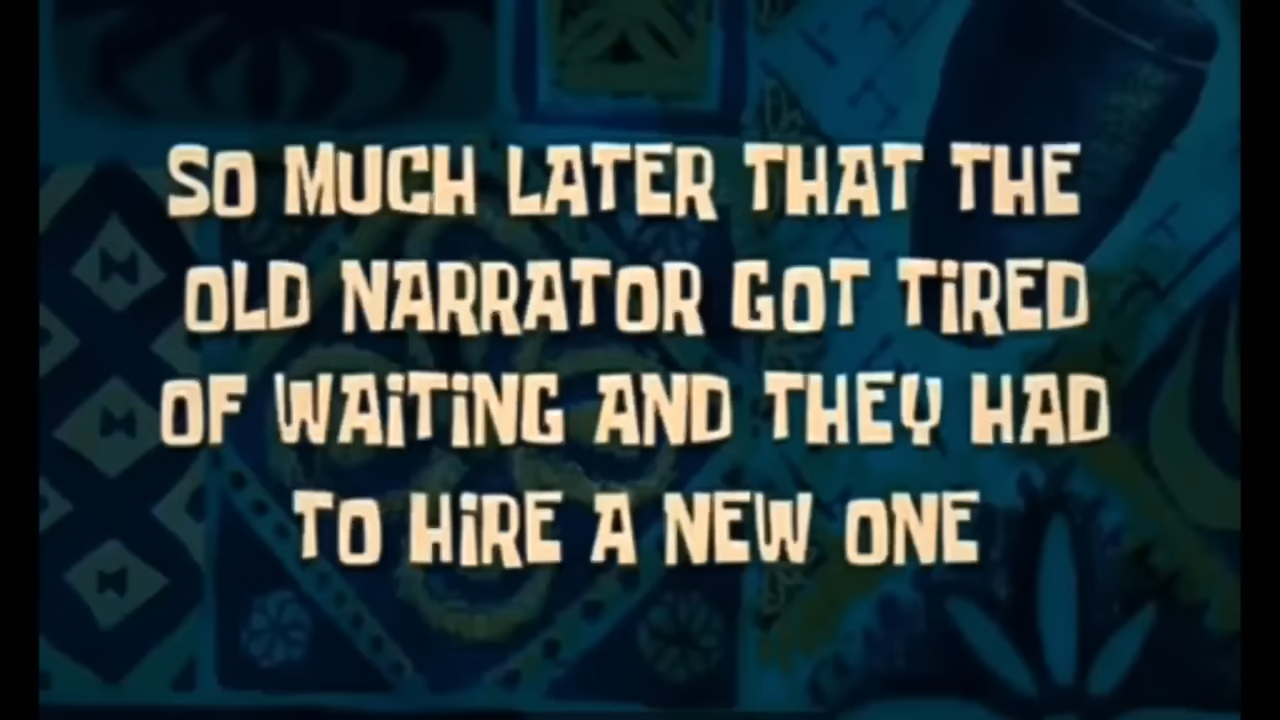 SO MUCH LATER THAT THE
OLD NARRATOR GOT TiRED
OF WAiTiNG AND THEY HAD
TO HiRE A NEW ONE